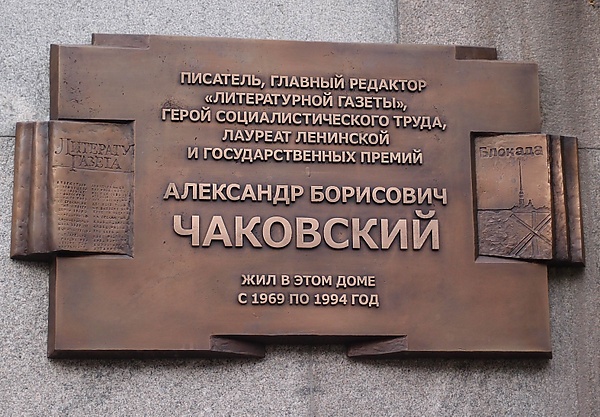 ПИСАТЕЛЬ, ГЛАВНЫЙ РЕДАКТОР
«ЛИТЕРАТУРНОЙ ГАЗЕТЫ»,
ГЕРОЙ СОЦИАЛИСТИЧЕСКОГО ТРУДА,
ЛАУРЕАТ ЛЕНИНСКОЙ
И ГОСУДАРСТВЕННЫХ ПРЕМИЙ
АЛЕКСАНДР БОРИСОВИЧ
ЧАКОВСКИЙ
ЖИЛ В ЭТОМ ДОМЕ
С 1969 ПО 1994 ГОД
ЛИТЕРАТУ
ГАЗЕТА
Блокада